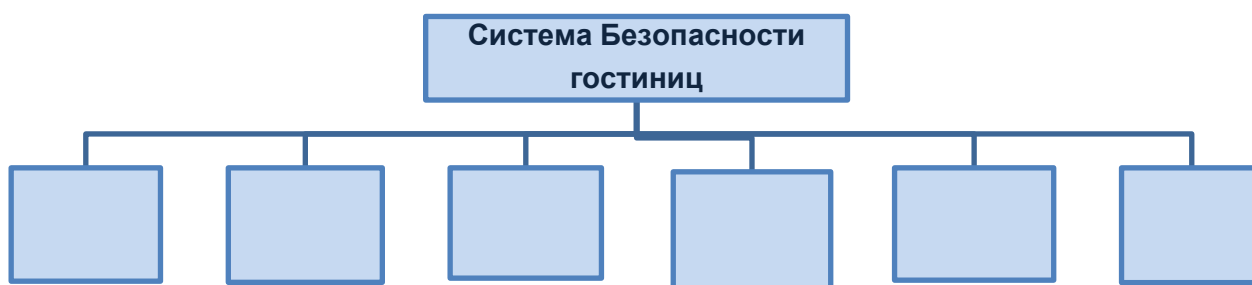 Система Безопасности
гостиниц